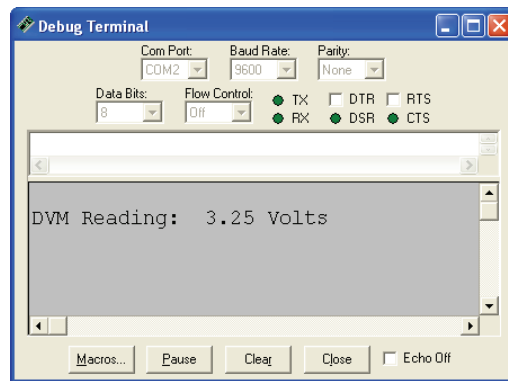 Debug Terminal
Com Port: Baud Rate: Parity:
COM2 9600 None
Data Bits: Flow Control: TX DTR RTS
8 Off RX DSR CTS
DVM Reading:  3.25 Volts
Macros... Pause Clear Close Echo Off